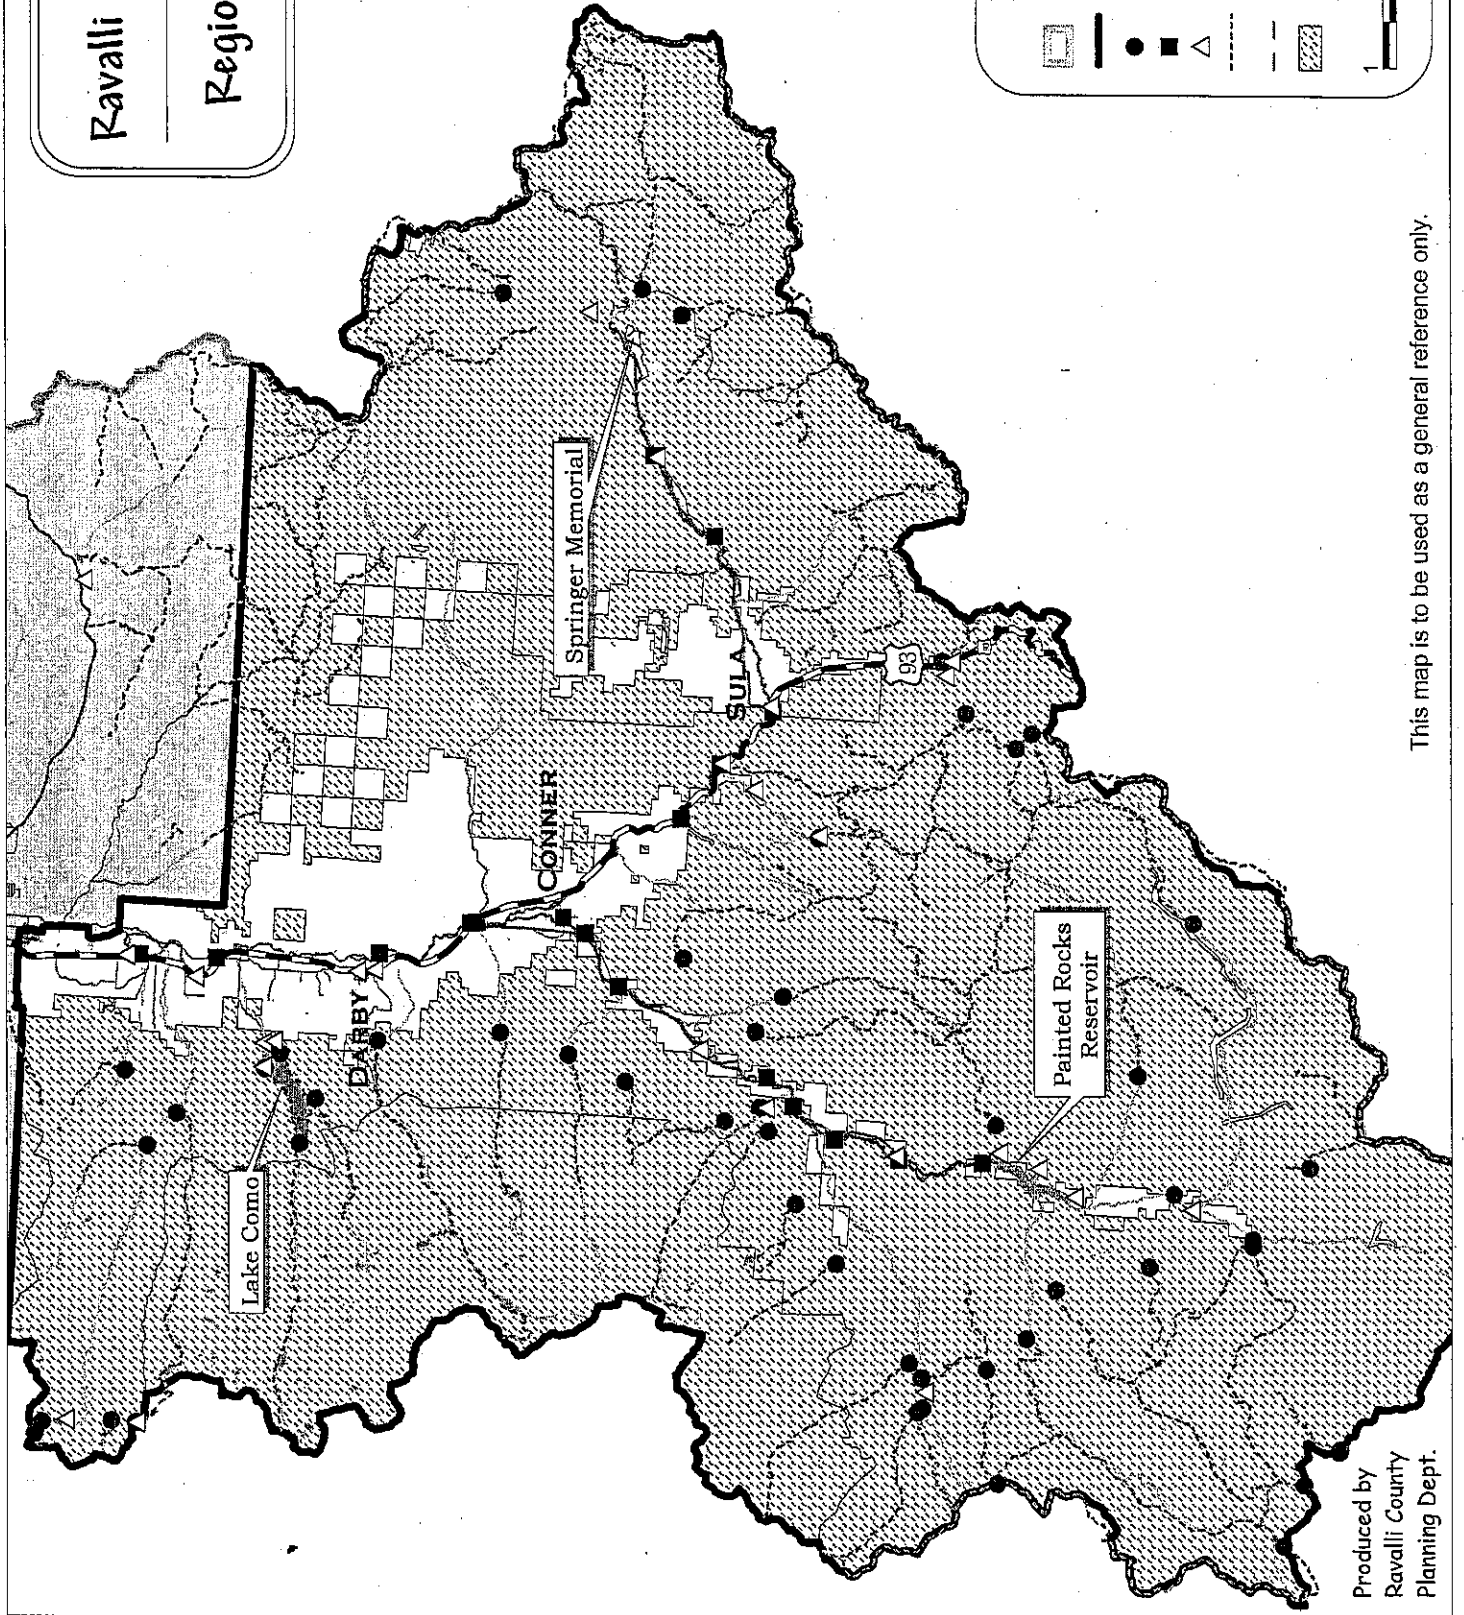 Ravalli
Regio
Springer Memorial
SULA
93
CONNER
DARBY
Lake Como
Painted Rocks
Reservoir
1
This map is to be used as a general reference only.
Produced by
Ravalli County
Planning Dept.